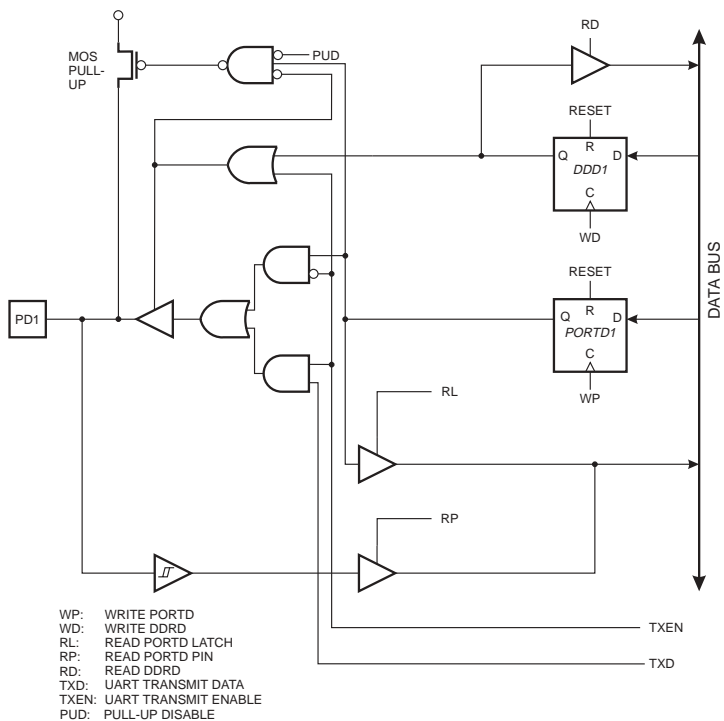 RD
MOS
PULL-
UP
PUD
RESET
R
Q
D
DDD1
C
WD
RESET
R
Q
D
PORTD1
C
WP
PD1
DATA BUS
RL
RP
TXEN
TXD
WP: WRITE PORTD
WD: WRITE DDRD
RL: READ PORTD LATCH
RP: READ PORTD PIN
RD: READ DDRD
TXD: UART TRANSMIT DATA
TXEN: UART TRANSMIT ENABLE
PUD: PULL-UP DISABLE